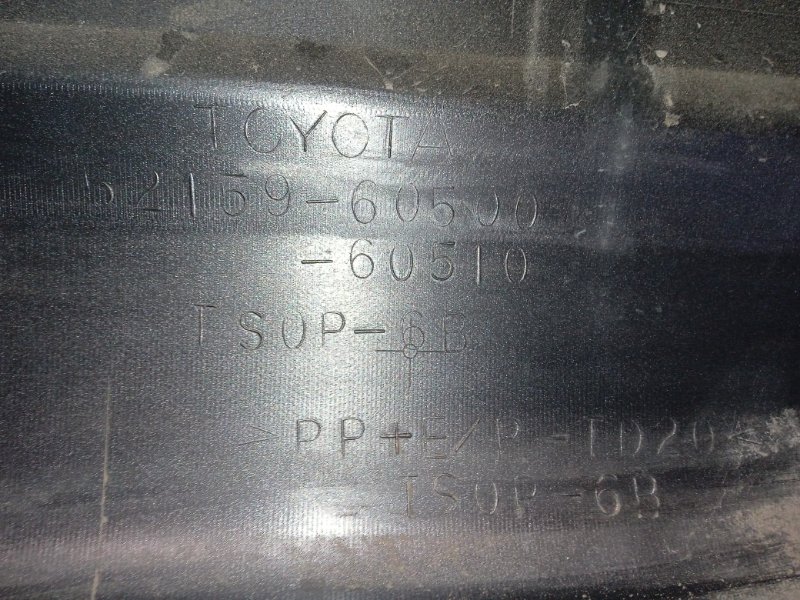 TOYOTA
52159-60500
-60510
TSOP-6B
>PP+E/P-TD20<
TSOP-6B